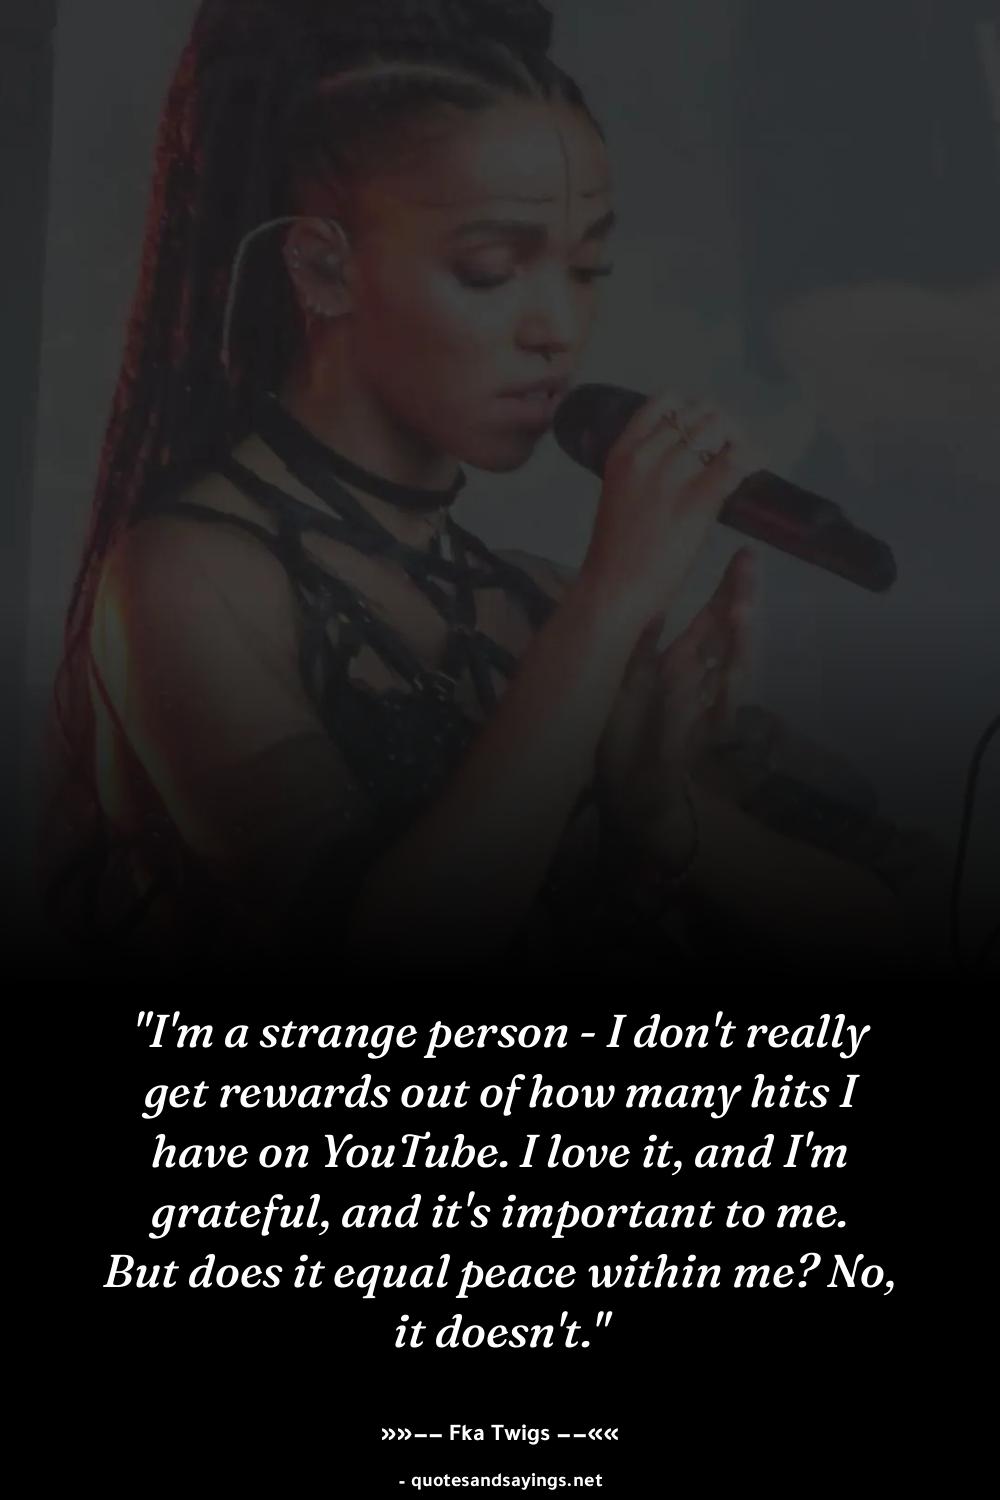 "I'm a strange person - I don't really
get rewards out of how many hits I
have on YouTube. I love it, and I'm
grateful, and it's important to me.
But does it equal peace within me? No,
it doesn't."
»»−− Fka Twigs −−««
- quotesandsayings.net